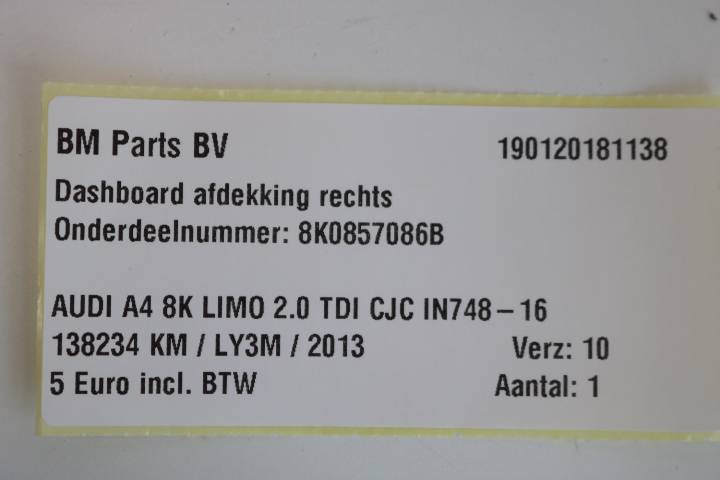 BM Parts BV 190120181138
Dashboard afdekking rechts
Onderdeelnummer: 8K0857086B
AUDI A4 8K LIMO 2.0 TDI CJC IN748-16
138234 KM / LY3M / 2013 Verz: 10
5 Euro incl. BTW Aantal: 1